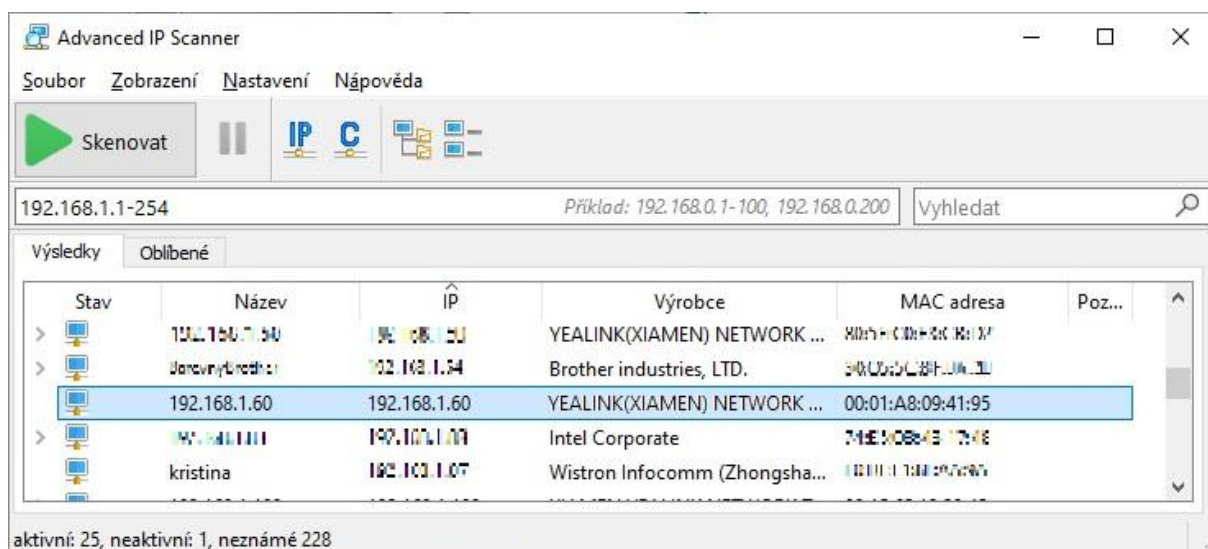 Advanced IP Scanner
Soubor Zobrazení Nastavení Nápověda
Skenovat IP C
192.168.1.1-254 Příklad: 192.168.0.1-100, 192.168.0.200 Vyhledat
Výsledky Oblíbené
Stav Název IP Výrobce MAC adresa Poz...
YEALINK(XIAMEN) NETWORK ...
Brother industries, LTD.
192.168.1.60 192.168.1.60 YEALINK(XIAMEN) NETWORK ... 00:01:A8:09:41:95
Intel Corporate
kristina Wistron Infocomm (Zhongsha...
aktivní: 25, neaktivní: 1, neznámé 228